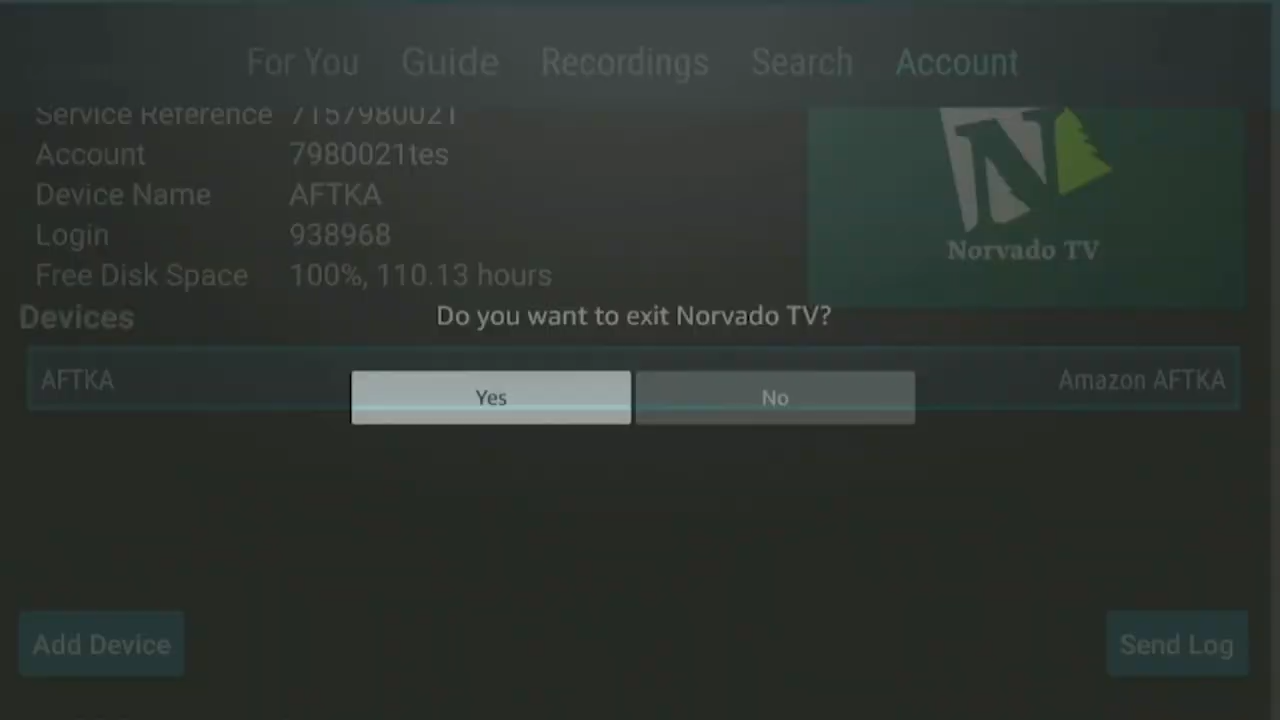 For You Guide Recordings Search Account
Service Reference 7157980021
Account 7980021tes
Device Name AFTKA
Login 938968
Free Disk Space 100%, 110.13 hours
Norvado TV
Devices
Do you want to exit Norvado TV?
AFTKA Amazon AFTKA
Yes No
Add Device Send Log